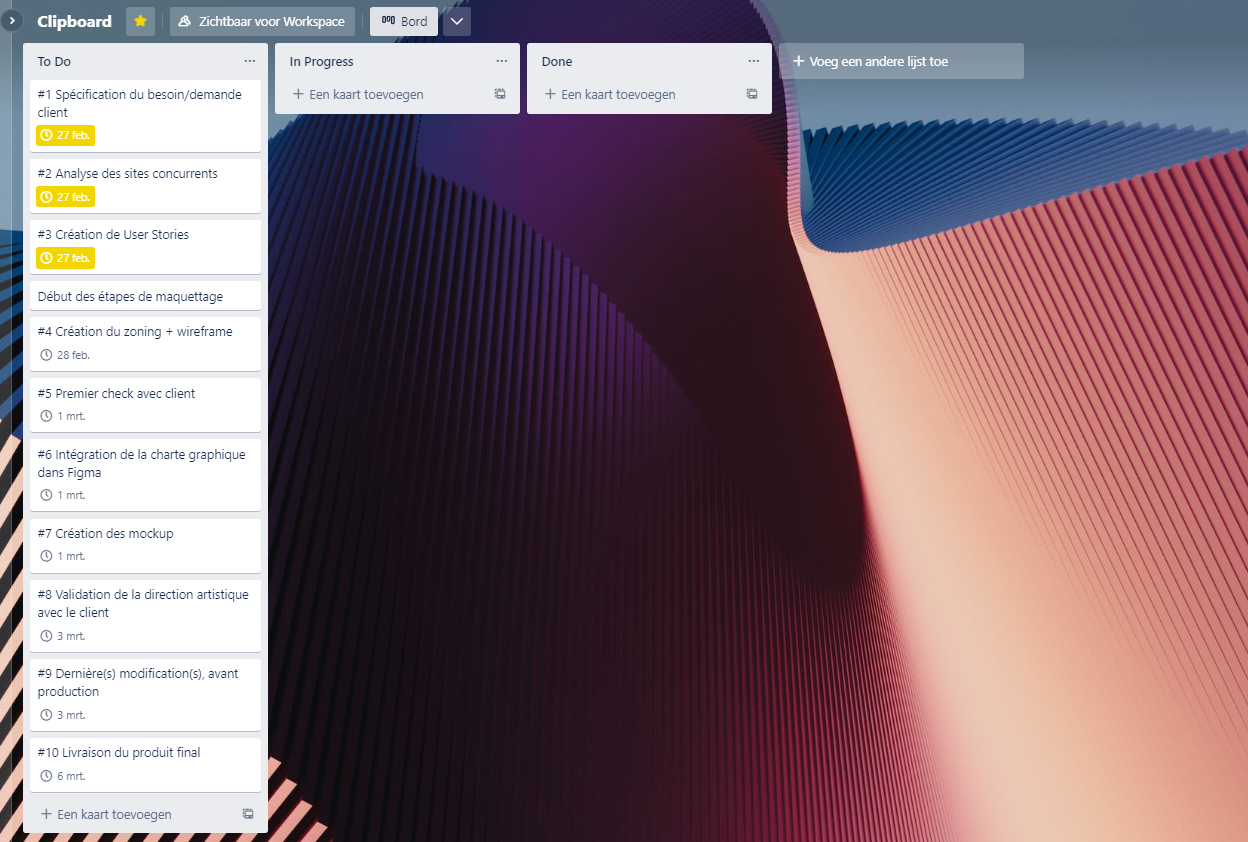 Clipboard
Zichtbaar voor Workspace
Bord
To Do
#1 Spécification du besoin/demande
client
27 feb.
#2 Analyse des sites concurrents
27 feb.
#3 Création de User Stories
27 feb.
Début des étapes de maquettage
#4 Création du zoning + wireframe
28 feb.
#5 Premier check avec client
1 mrt.
#6 Intégration de la charte graphique
dans Figma
1 mrt.
#7 Création des mockup
1 mrt.
#8 Validation de la direction artistique
avec le client
3 mrt.
#9 Dernière(s) modification(s), avant
production
3 mrt.
#10 Livraison du produit final
6 mrt.
+ Een kaart toevoegen
In Progress
+ Een kaart toevoegen
Done
+ Een kaart toevoegen
+ Voeg een andere lijst toe